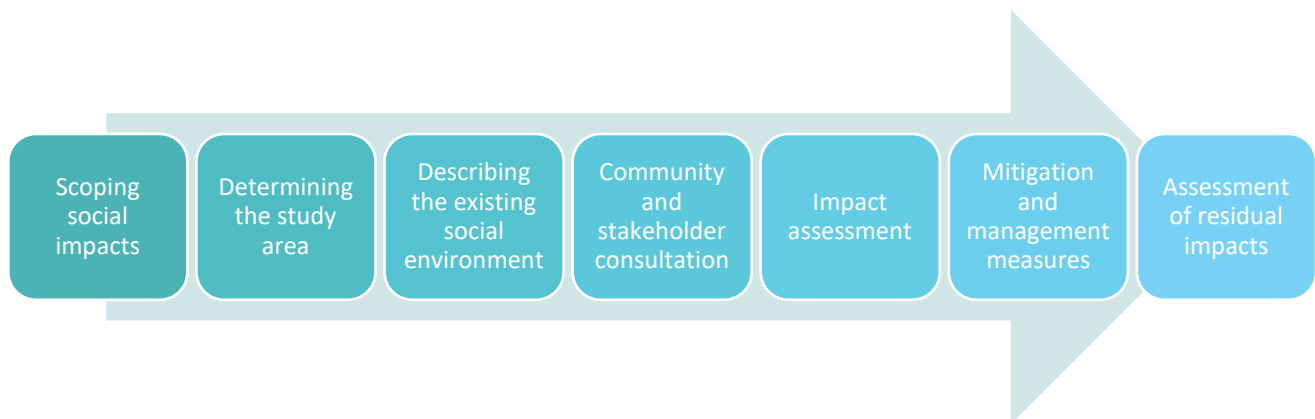 Scoping
social
impacts
Determining
the study
area
Describing
the existing
social
environment
Community
and
stakeholder
consultation
Impact
assessment
Mitigation
and
management
measures
Assessment
of residual
impacts